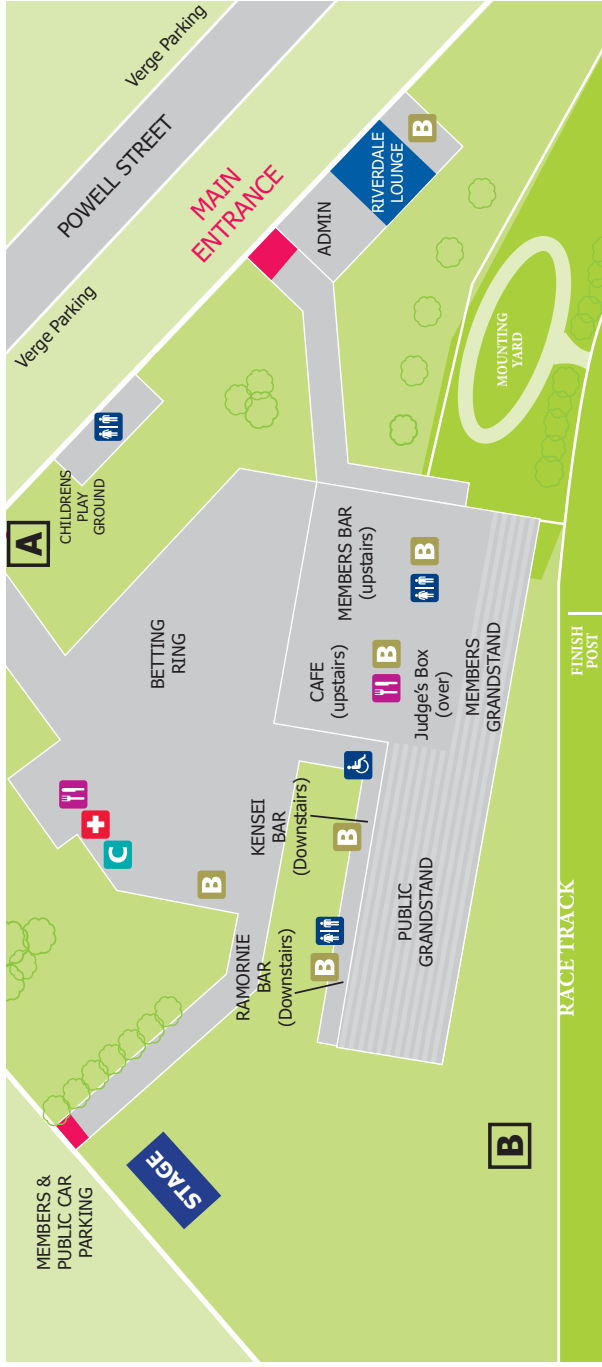 MEMBERS &
PUBLIC CAR
PARKING
STAGE
C
B
BETTING
RING
A
CHILDRENS
PLAY
GROUND
Verge Parking
POWELL STREET
Verge Parking
MAIN
ENTRANCE
ADMIN
RIVERDALE
LOUNGE
B
RAMORNIE
BAR
(Downstairs)
B
KENSEI
BAR
(Downstairs)
B
CAFE
(upstairs)
B
Judge's Box
(over)
MEMBERS BAR
(upstairs)
B
MEMBERS
GRANDSTAND
PUBLIC
GRANDSTAND
MOUNTING
YARD
B
RACE TRACK
FINISH
POST